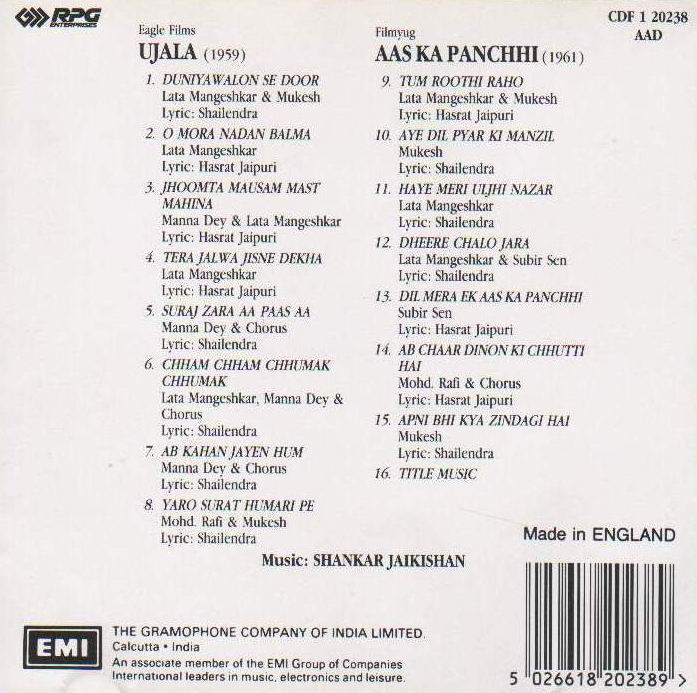 RPG
ENTERPRISES
CDF 1 20238
AAD
Eagle Films
UJALA (1959)
1. DUNIYAWALON SE DOOR
Lata Mangeshkar & Mukesh
Lyric: Shailendra
2. O MORA NADAN BALMA
Lata Mangeshkar
Lyric: Hasrat Jaipuri
3. JHOOMTA MAUSAM MAST
MAHINA
Manna Dey & Lata Mangeshkar
Lyric: Hasrat Jaipuri
4. TERA JALWA JISNE DEKHA
Lata Mangeshkar
Lyric: Hasrat Jaipuri
5. SURAJ ZARA AA PAAS AA
Manna Dey & Chorus
Lyric: Shailendra
6. CHHAM CHHAM CHHUMAK
CHHUMAK
Lata Mangeshkar, Manna Dey &
Chorus
Lyric: Shailendra
7. AB KAHAN JAYEN HUM
Manna Dey & Chorus
Lyric: Shailendra
8. YARO SURAT HUMARI PE
Mohd. Rafi & Mukesh
Lyric: Shailendra
Filmyug
AAS KA PANCHHI (1961)
9. TUM ROOTHI RAHO
Lata Mangeshkar & Mukesh
Lyric: Hasrat Jaipuri
10. AYE DIL PYAR KI MANZIL
Mukesh
Lyric: Shailendra
11. HAYE MERI ULJHI NAZAR
Lata Mangeshkar
Lyric: Shailendra
12. DHEERE CHALO JARA
Lata Mangeshkar & Subir Sen
Lyric: Shailendra
13. DIL MERA EK AAS KA PANCHHI
Subir Sen
Lyric: Hasrat Jaipuri
14. AB CHAAR DINON KI CHHUTTI
HAI
Mohd. Rafi & Chorus
Lyric: Hasrat Jaipuri
15. APNI BHI KYA ZINDAGI HAI
Mukesh
Lyric: Shailendra
16. TITLE MUSIC
Music: SHANKAR JAIKISHAN
Made in ENGLAND
EMI
THE GRAMOPHONE COMPANY OF INDIA LIMITED.
Calcutta • India
An associate member of the EMI Group of Companies
International leaders in music, electronics and leisure.
5 026618 202389 >